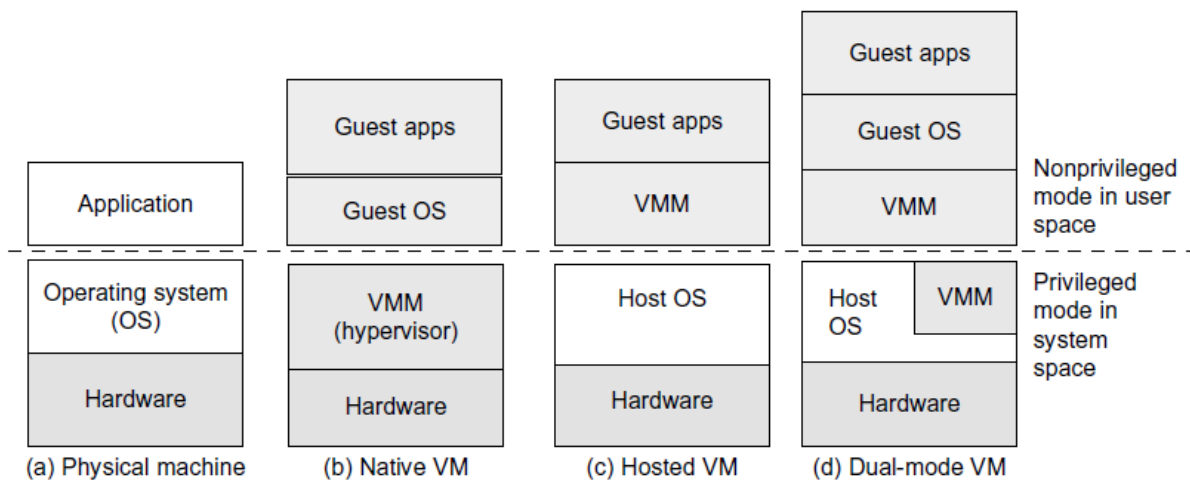 Application
Operating system
(OS)
Hardware
(a) Physical machine
Guest apps
Guest OS
VMM
(hypervisor)
Hardware
(b) Native VM
Guest apps
VMM
Host OS
Hardware
(c) Hosted VM
Guest apps
Guest OS
VMM
Host
OS
VMM
Hardware
(d) Dual-mode VM
Nonprivileged
mode in user
space
Privileged
mode in
system
space